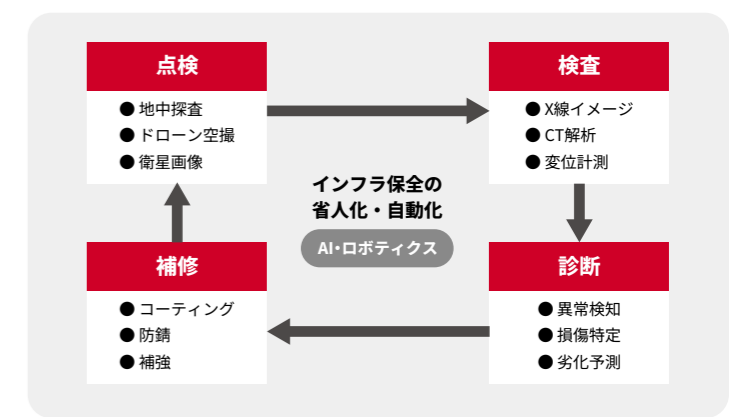 点検
● 地中探査
● ドローン空撮
● 衛星画像
検査
● X線イメージ
● CT解析
● 変位計測
インフラ保全の
省人化・自動化
AI・ロボティクス
補修
● コーティング
● 防錆
● 補強
診断
● 異常検知
● 損傷特定
● 劣化予測